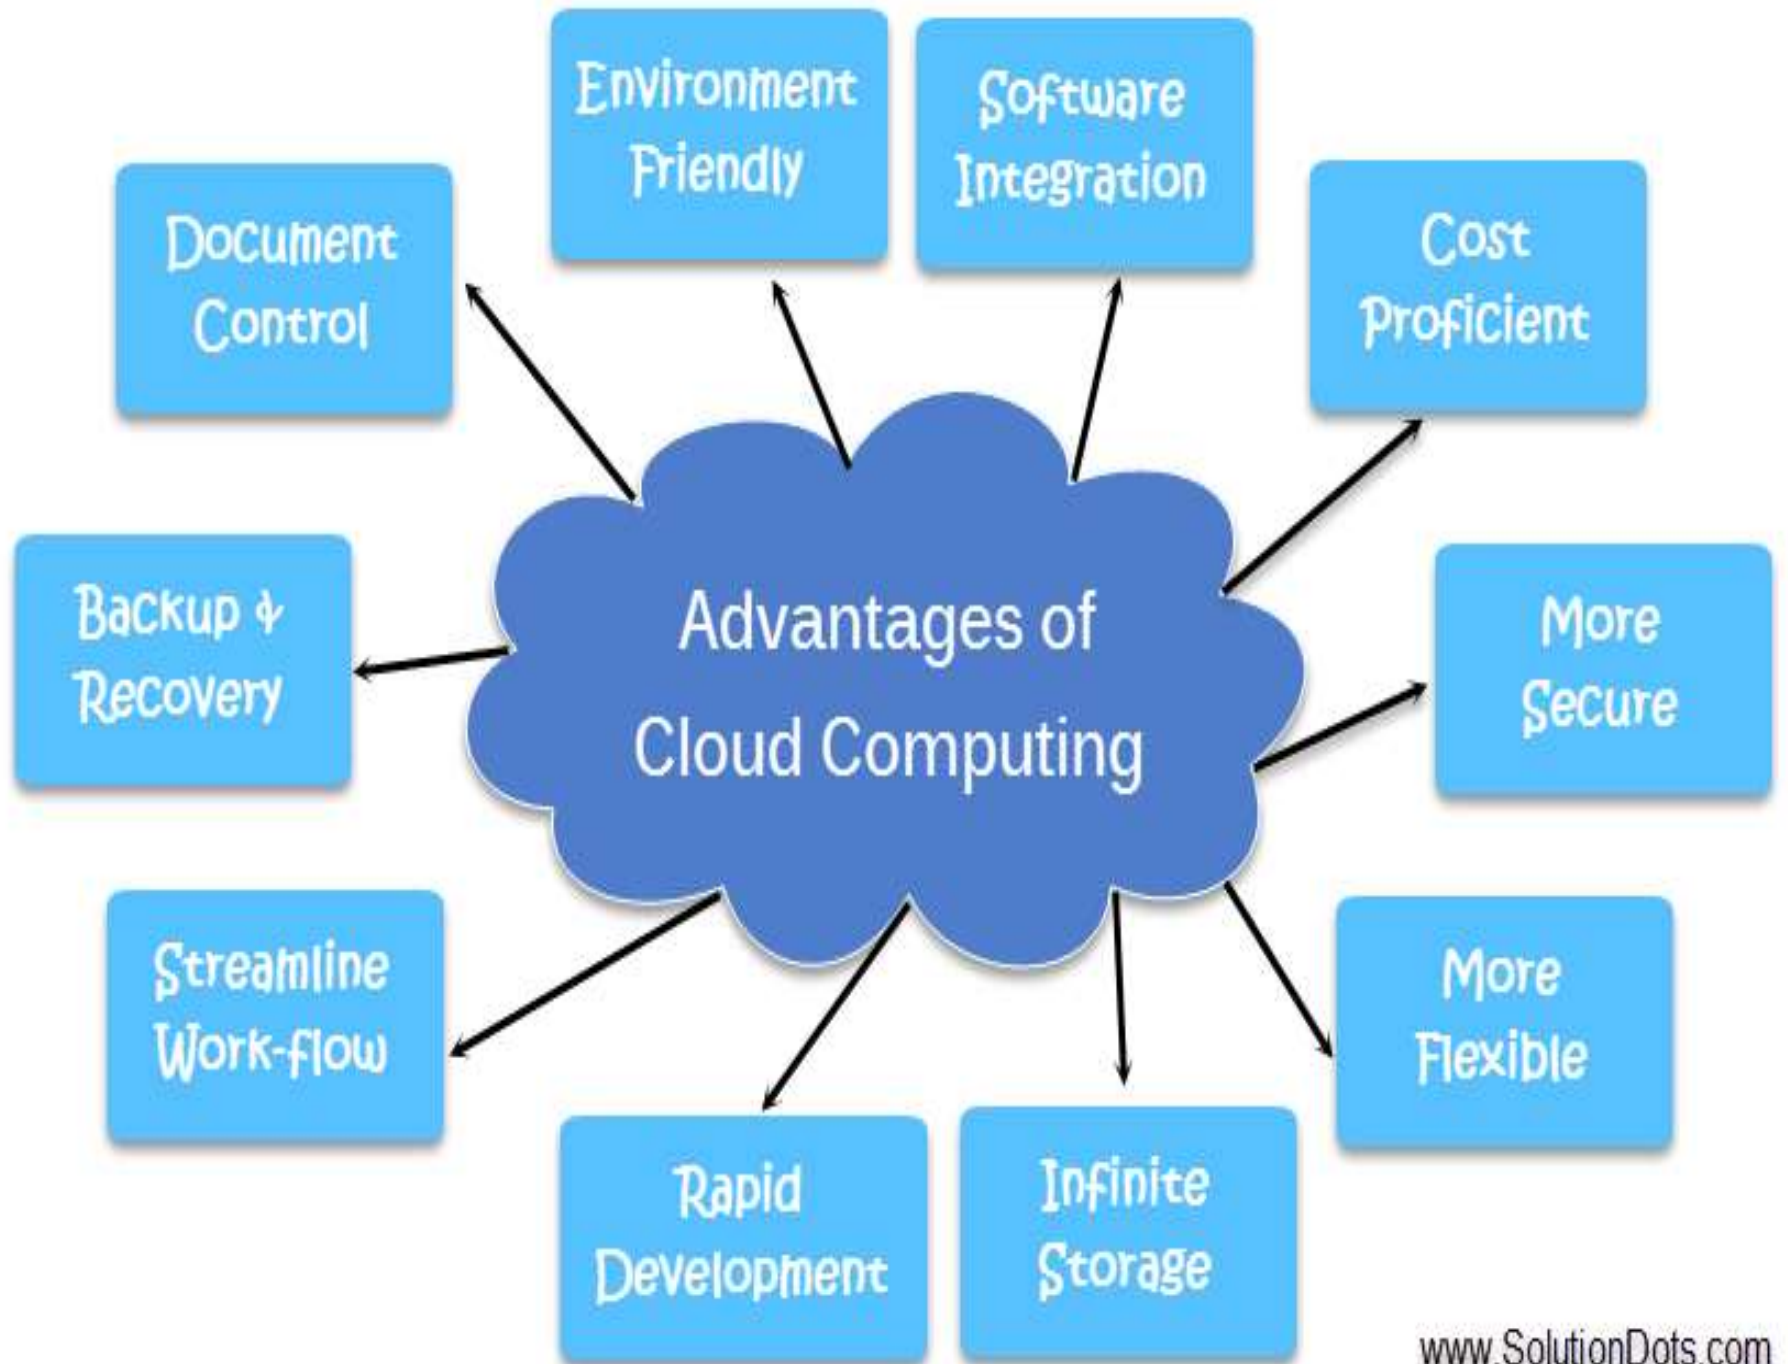 Environment
Friendly
Software
Integration
Document
Control
Cost
Proficient
Backup &
Recovery
Advantages of
Cloud Computing
More
Secure
Streamline
Work-flow
More
Flexible
Rapid
Development
Infinite
Storage
www.SolutionDots.com